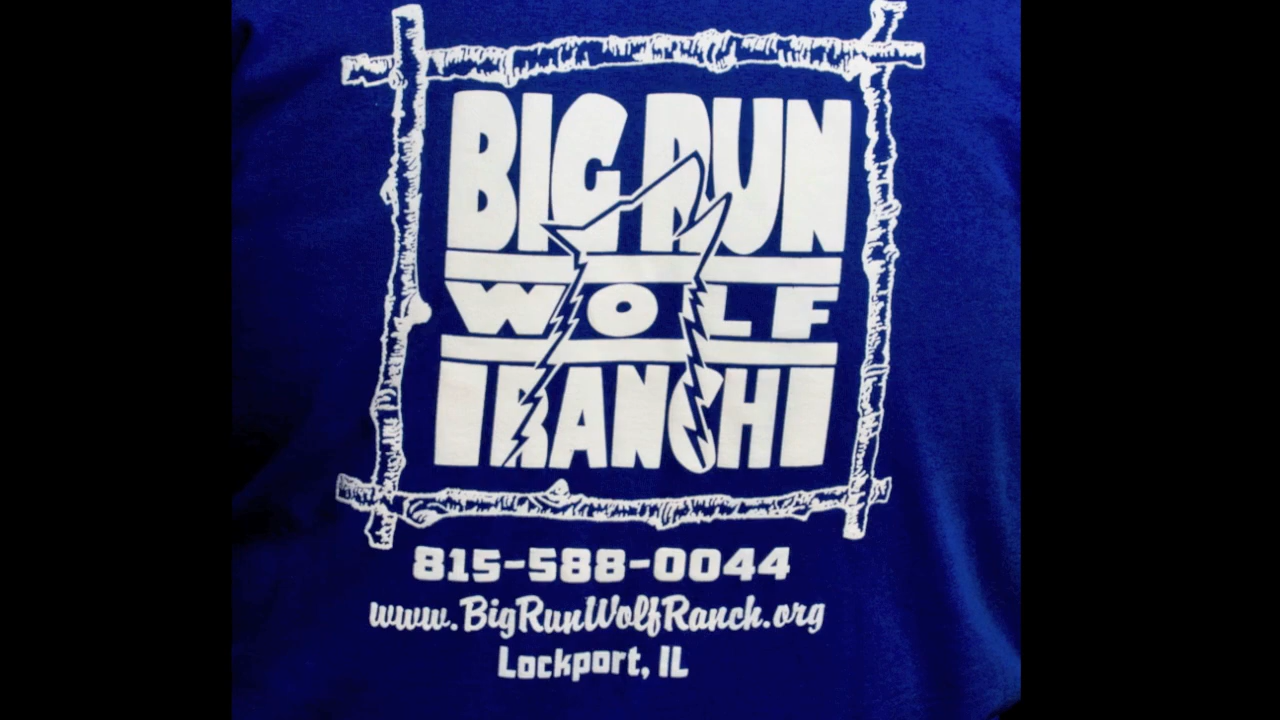 BIG RUN
WOLF
RANCH
815-588-0044
www.BigRunWolfRanch.org
Lockport, IL